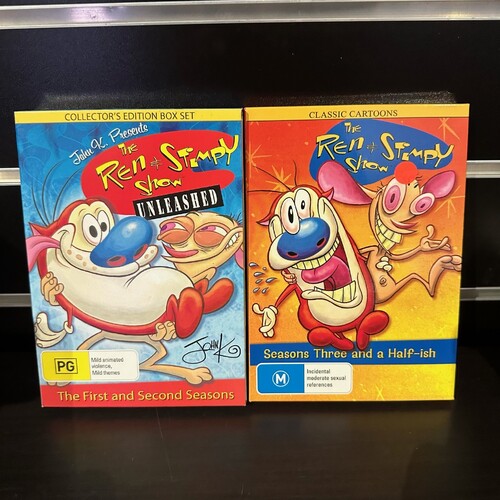 COLLECTOR'S EDITION BOX SET
John K. Presents
the
Ren & Stimpy
Show
UNLEASHED
JOHN K
PG
Mild animated
violence,
Mild themes
The First and Second Seasons
CLASSIC CARTOONS
the
Ren & Stimpy
Show
Seasons Three and a Half-ish
M
Incidental
moderate sexual
references